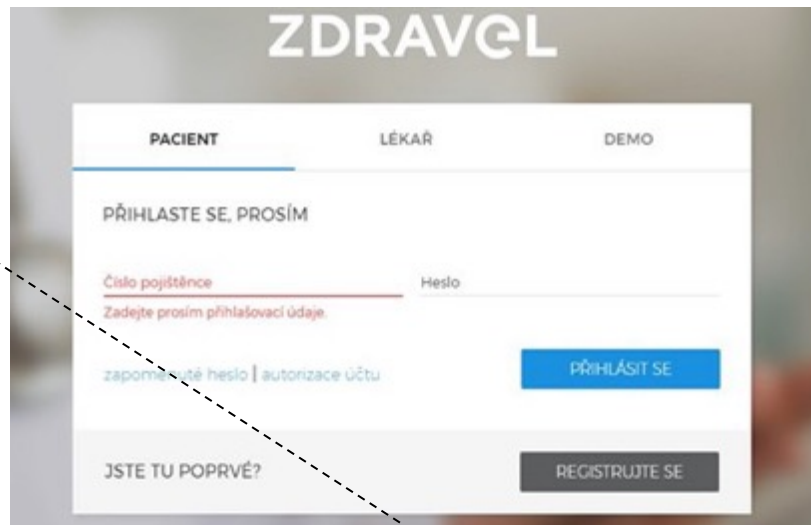 ZDRAVEL
PACIENT LÉKAŘ DEMO
PŘIHLASTE SE, PROSÍM
Číslo pojištěnce Heslo
Zadejte prosím přihlašovací údaje.
zapomenuté heslo | autorizace účtu PŘIHLÁSIT SE
JSTE TU POPRVÉ? REGISTRUJTE SE